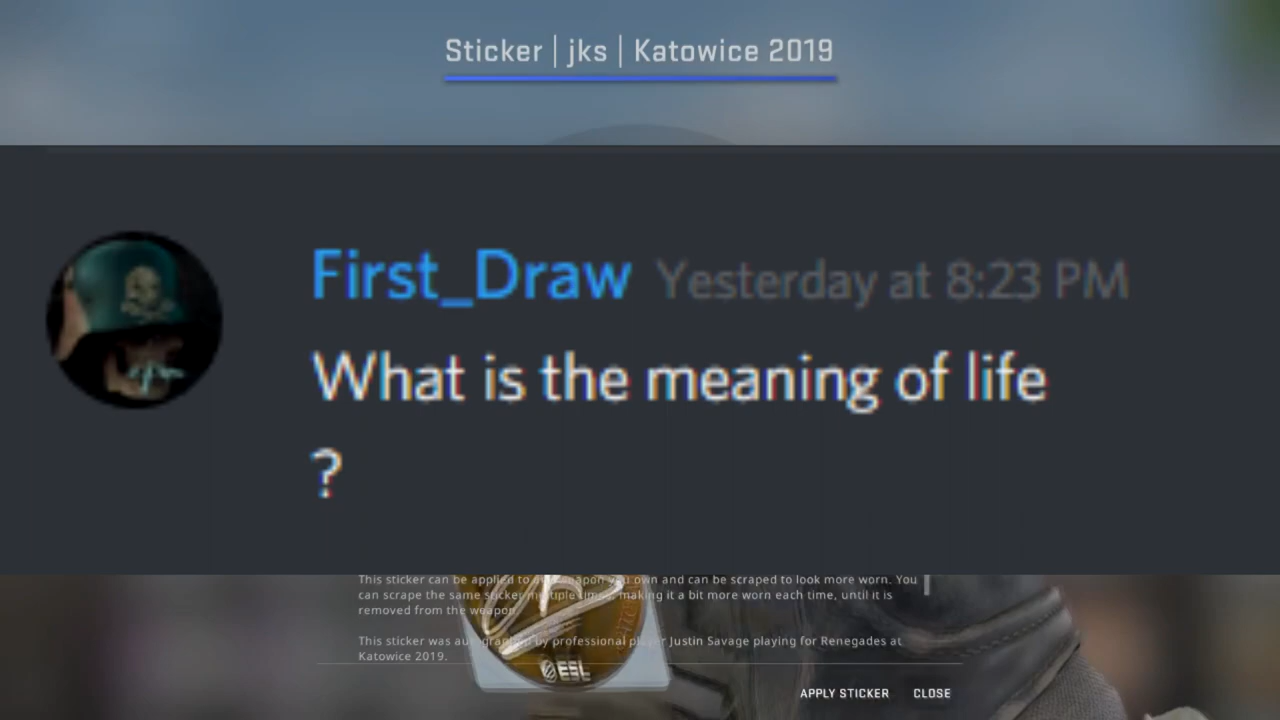 Sticker | jks | Katowice 2019
First_Draw Yesterday at 8:23 PM
What is the meaning of life
?
This sticker can be applied to any weapon you own and can be scraped to look more worn. You
can scrape the same sticker multiple times, making it a bit more worn each time, until it is
removed from the weapon.
This sticker was autographed by professional player Justin Savage playing for Renegades at
Katowice 2019.
ESL
APPLY STICKER CLOSE